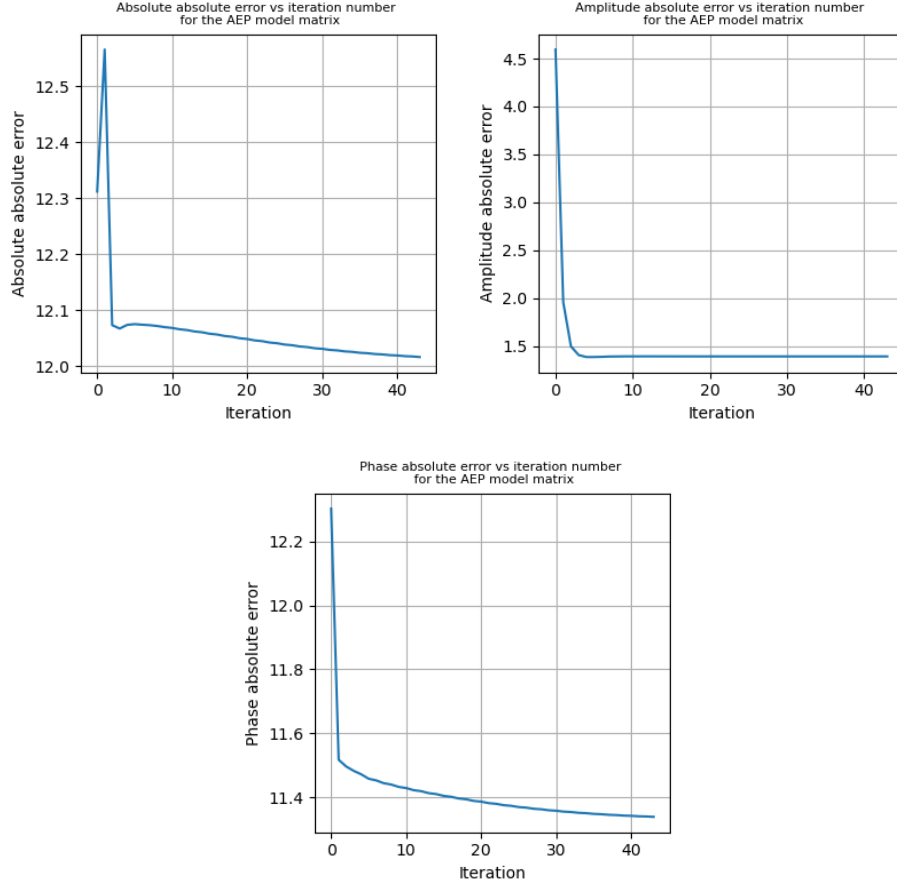 Absolute absolute error vs iteration number
for the AEP model matrix
12.5
12.4
12.3
12.2
12.1
12.0
Absolute absolute error
0
10
20
30
40
Iteration
Amplitude absolute error vs iteration number
for the AEP model matrix
4.5
4.0
3.5
3.0
2.5
2.0
1.5
Amplitude absolute error
0
10
20
30
40
Iteration
Phase absolute error vs iteration number
for the AEP model matrix
12.2
12.0
11.8
11.6
11.4
Phase absolute error
0
10
20
30
40
Iteration